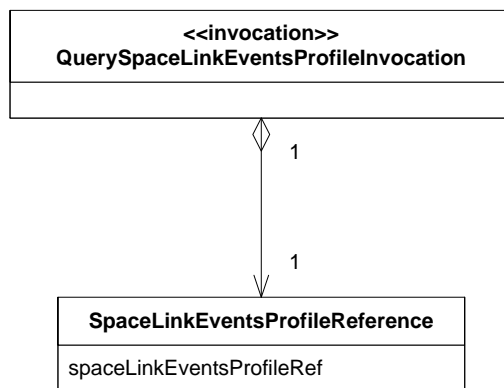 <<invocation>>
QuerySpaceLinkEventsProfileInvocation
1
1
SpaceLinkEventsProfileReference
spaceLinkEventsProfileRef